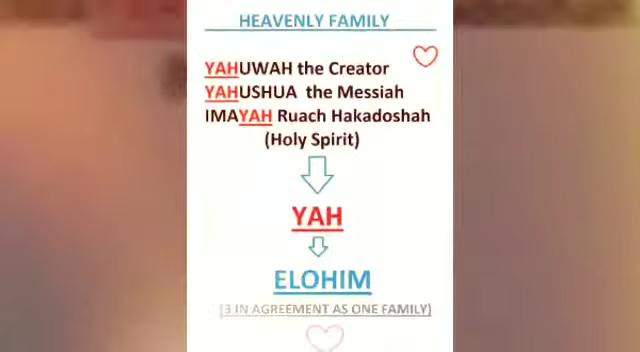 HEAVENLY FAMILY
YAHUWAH the Creator
YAHUSHUA the Messiah
IMAYAH Ruach Hakadoshah
(Holy Spirit)
YAH
ELOHIM
(3 IN AGREEMENT AS ONE FAMILY)